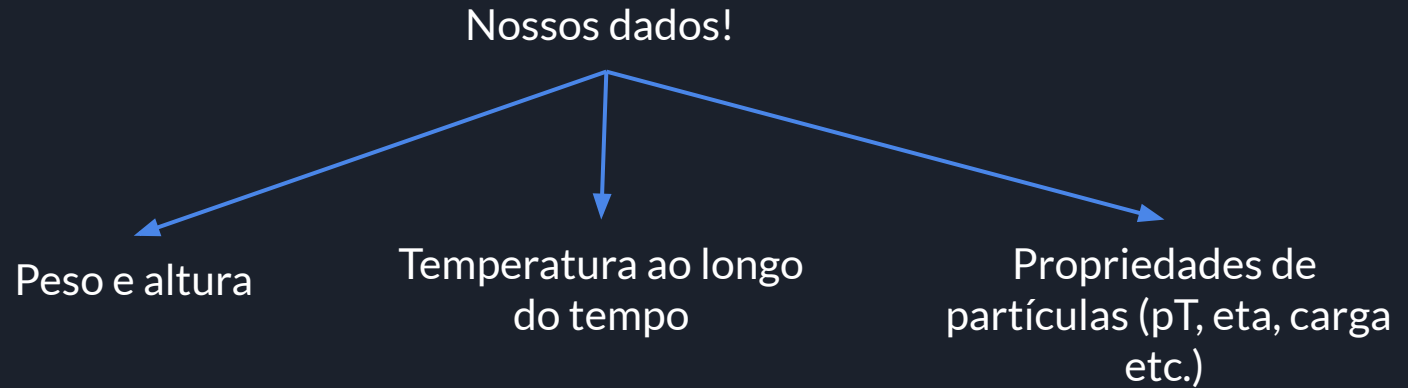 Nossos dados!
Peso e altura
Temperatura ao longo
do tempo
Propriedades de
partículas (pT, eta, carga
etc.)